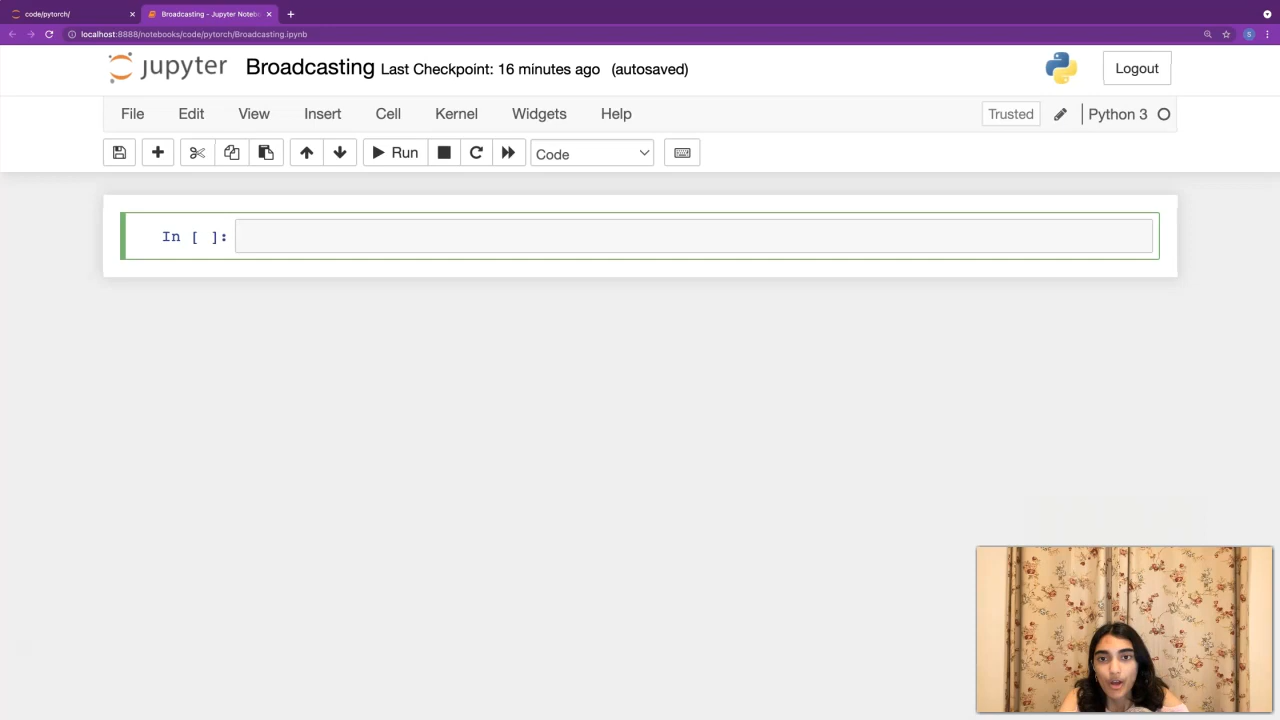 code/pytorch/
Broadcasting - Jupyter Notebo
localhost:8888/notebooks/code/pytorch/Broadcasting.ipynb
S
jupyter Broadcasting Last Checkpoint: 16 minutes ago (autosaved)
Logout
File Edit View Insert Cell Kernel Widgets Help
Trusted
Python 3
Run
Code
In [ ]: